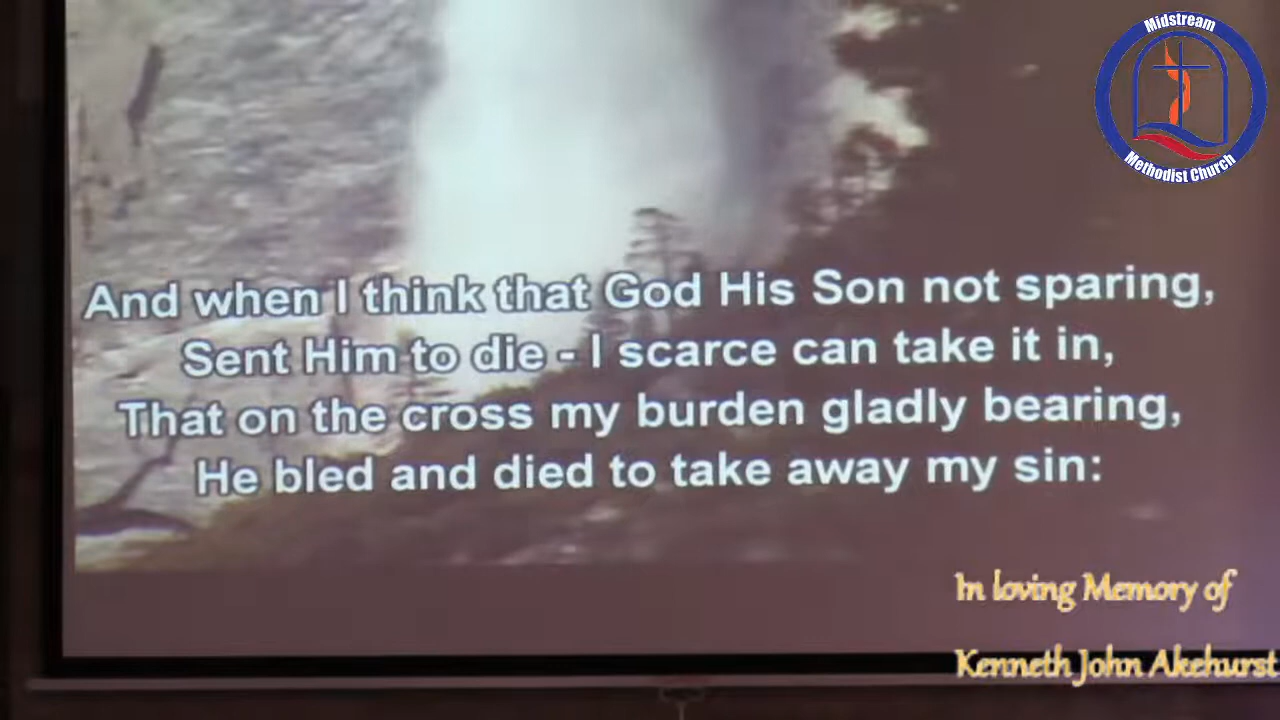 Midstream
Methodist Church
And when I think that God His Son not sparing,
Sent Him to die - I scarce can take it in,
That on the cross my burden gladly bearing,
He bled and died to take away my sin:
In loving Memory of
Kenneth John Akehurst